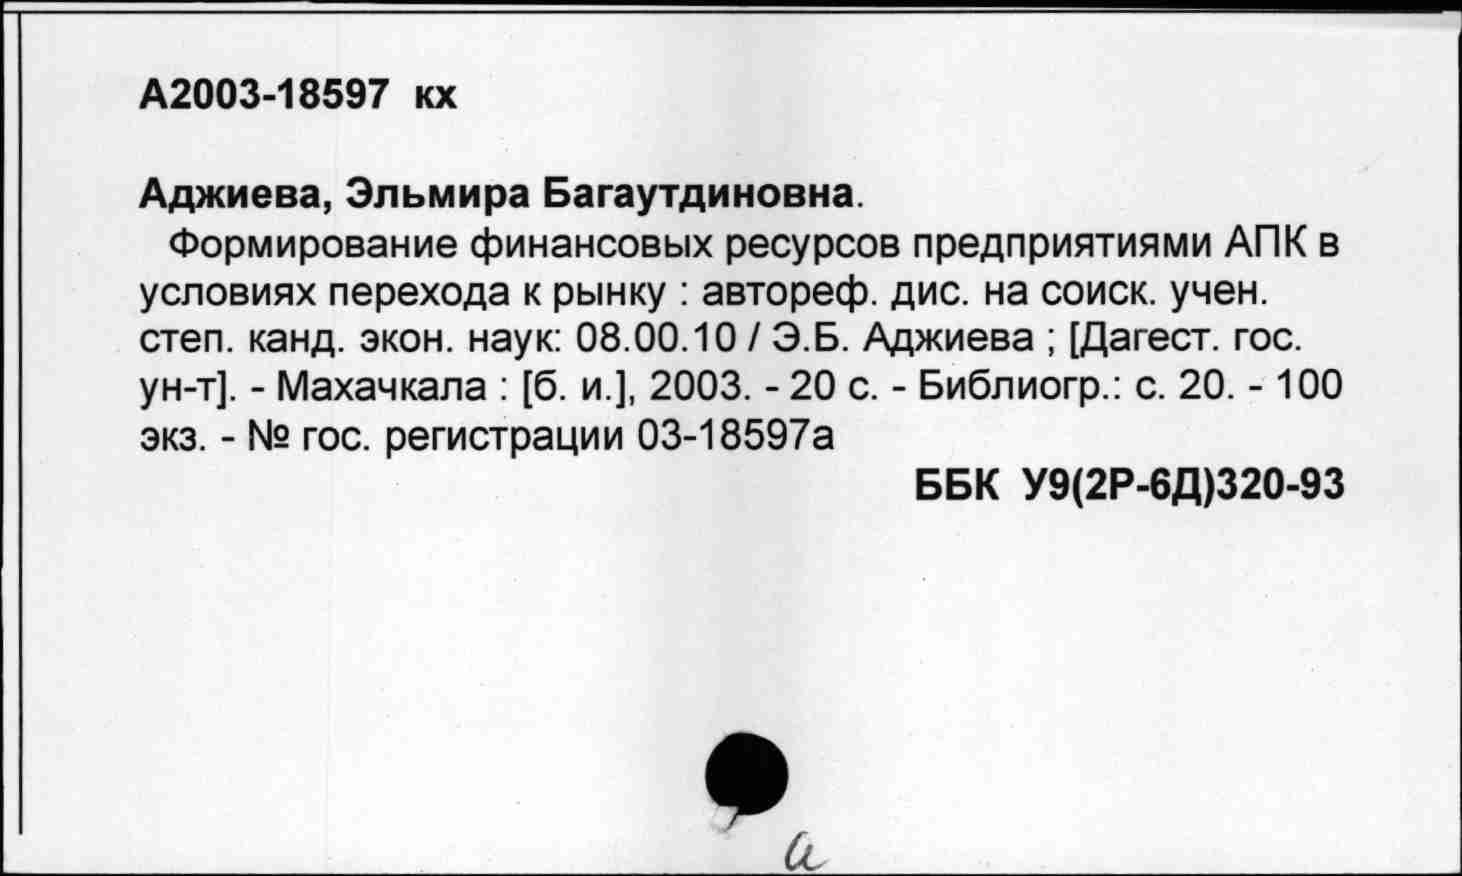 А2003-18597 кх
Аджиева, Эльмира Багаутдиновна.
Формирование финансовых ресурсов предприятиями АПК в
условиях перехода к рынку : автореф. дис. на соиск. учен.
степ. канд. экон. наук: 08.00.10 / Э.Б. Аджиева ; [Дагест. гос.
ун-т]. - Махачкала : [б. и.], 2003. - 20 с. - Библиогр.: с. 20. - 100
экз. - № гос. регистрации 03-18597а
ББК У9(2Р-6Д)320-93
а